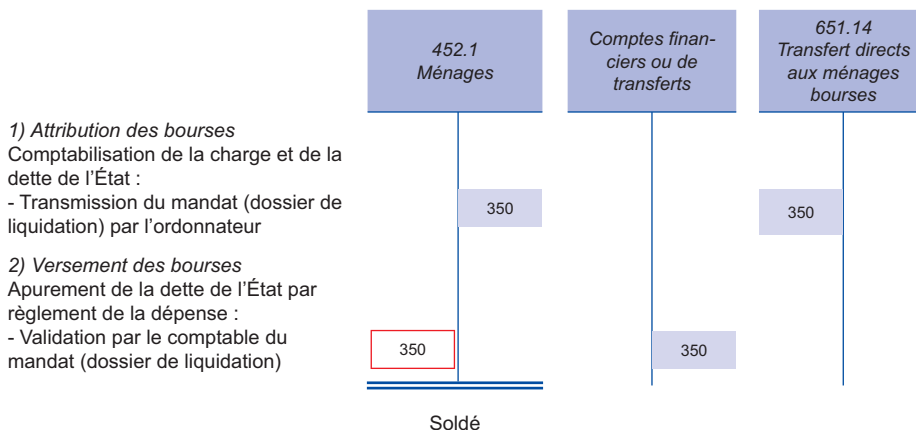 452.1
Ménages
Comptes finan-
ciers ou de
transferts
651.14
Transfert directs
aux ménages
bourses
1) Attribution des bourses
Comptabilisation de la charge et de la
dette de l’État :
- Transmission du mandat (dossier de
liquidation) par l’ordonnateur
350
350
2) Versement des bourses
Apurement de la dette de l’État par
règlement de la dépense :
- Validation par le comptable du
mandat (dossier de liquidation)
350
350
Soldé